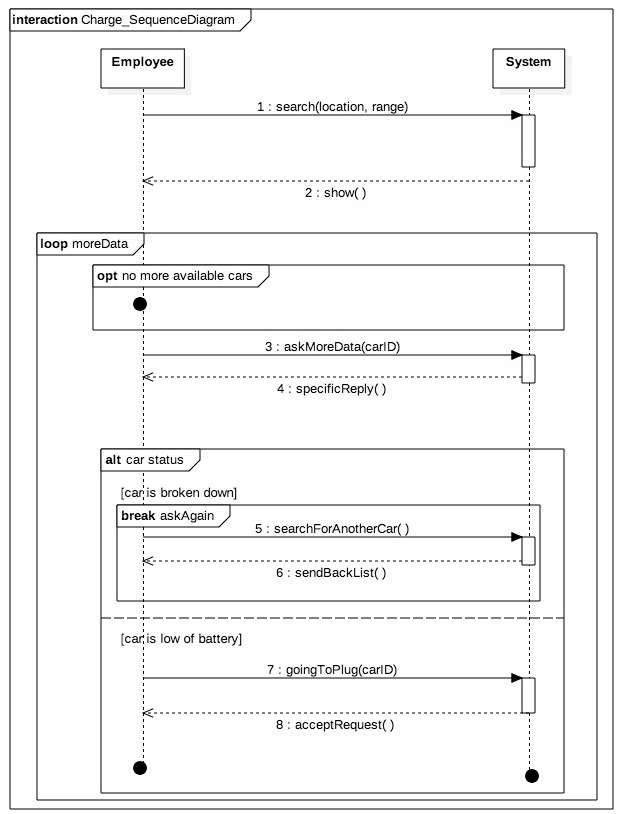 interaction Charge_SequenceDiagram
Employee
System
1 : search(location, range)
2 : show( )
loop moreData
opt no more available cars
3 : askMoreData(carID)
4 : specificReply( )
alt car status
[car is broken down]
break askAgain
5 : searchForAnotherCar( )
6 : sendBackList( )
[car is low of battery]
7 : goingToPlug(carID)
8 : acceptRequest( )